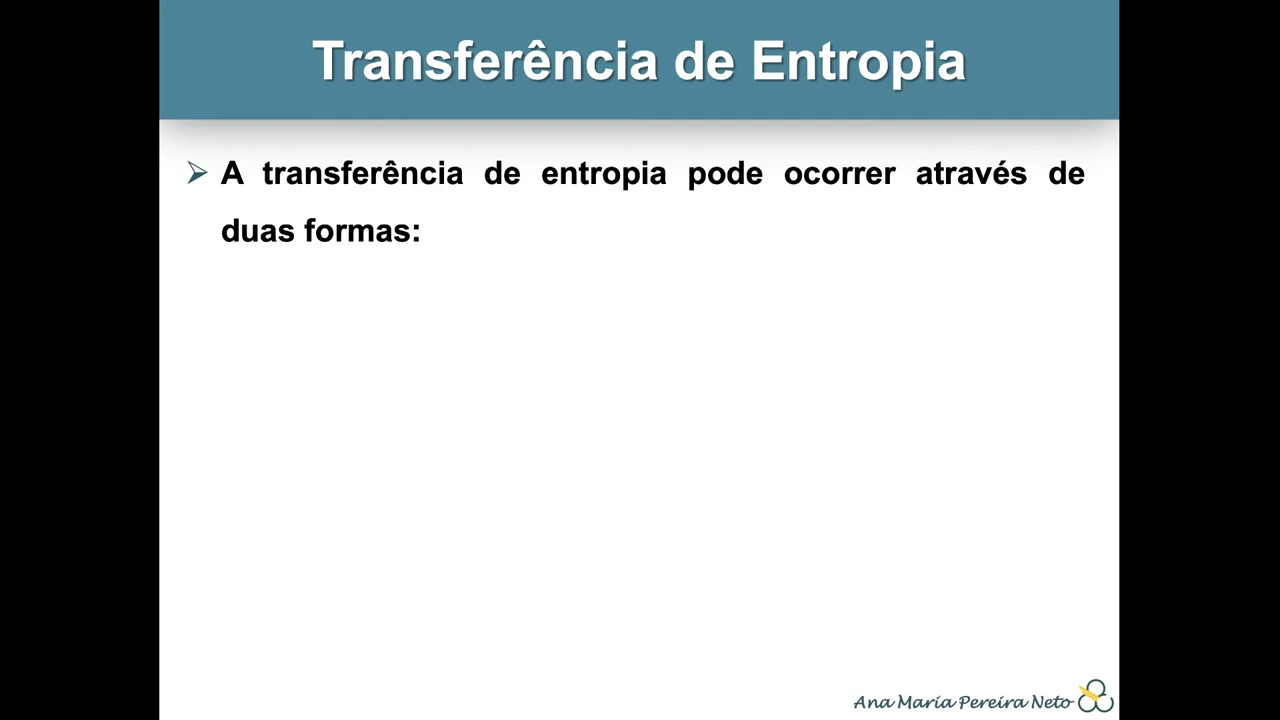 Transferência de Entropia
A transferência de entropia pode ocorrer através de
duas formas:
Ana Maria Pereira Neto